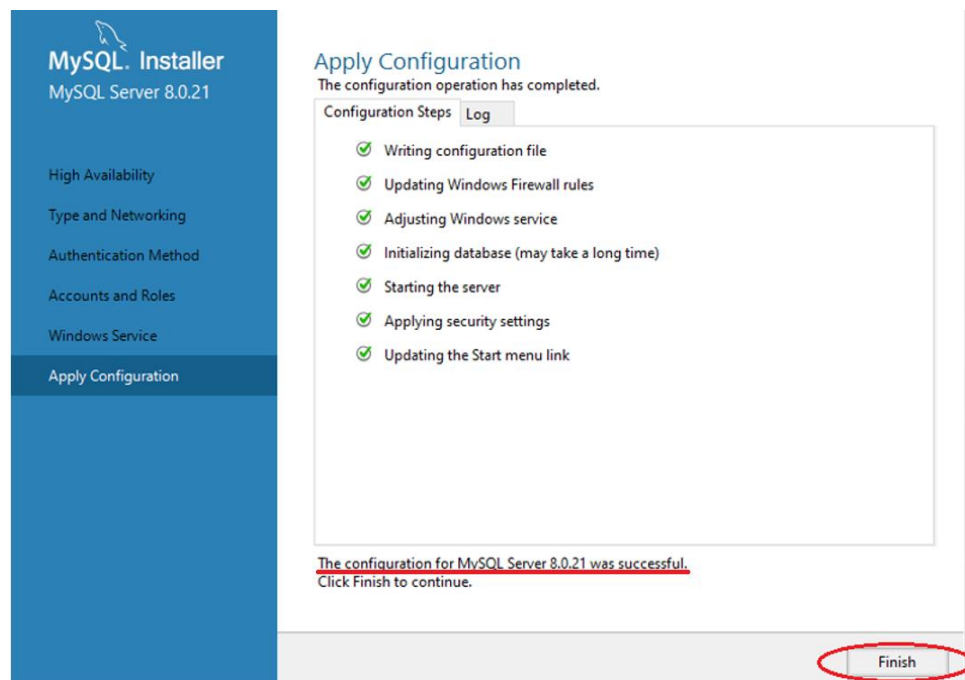 MySQL. Installer
MySQL Server 8.0.21
High Availability
Type and Networking
Authentication Method
Accounts and Roles
Windows Service
Apply Configuration
Apply Configuration
The configuration operation has completed.
Configuration Steps Log
Writing configuration file
Updating Windows Firewall rules
Adjusting Windows service
Initializing database (may take a long time)
Starting the server
Applying security settings
Updating the Start menu link
The configuration for MySQL Server 8.0.21 was successful.
Click Finish to continue.
Finish